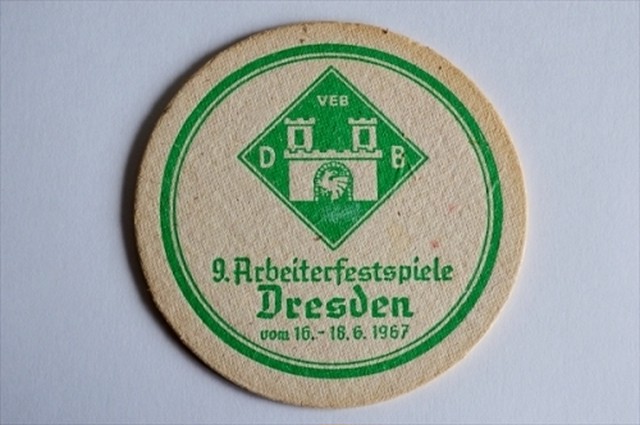 VEB
D B
9. Arbeiterfestspiele
Dresden
vom 16. - 18. 6. 1967